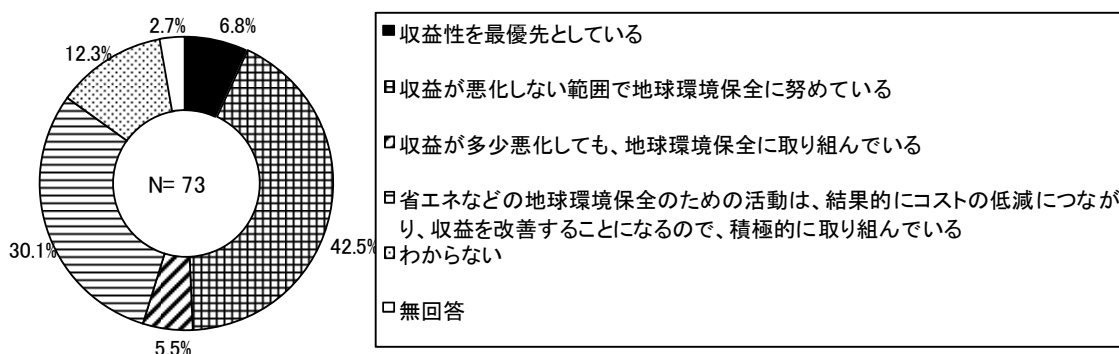 2.7%
6.8%
12.3%
N= 73
30.1%
42.5%
5.5%
収益性を最優先としている
収益が悪化しない範囲で地球環境保全に努めている
収益が多少悪化しても、地球環境保全に取り組んでいる
省エネなどの地球環境保全のための活動は、結果的にコストの低減につなが
り、収益を改善することになるので、積極的に取り組んでいる
わからない
無回答